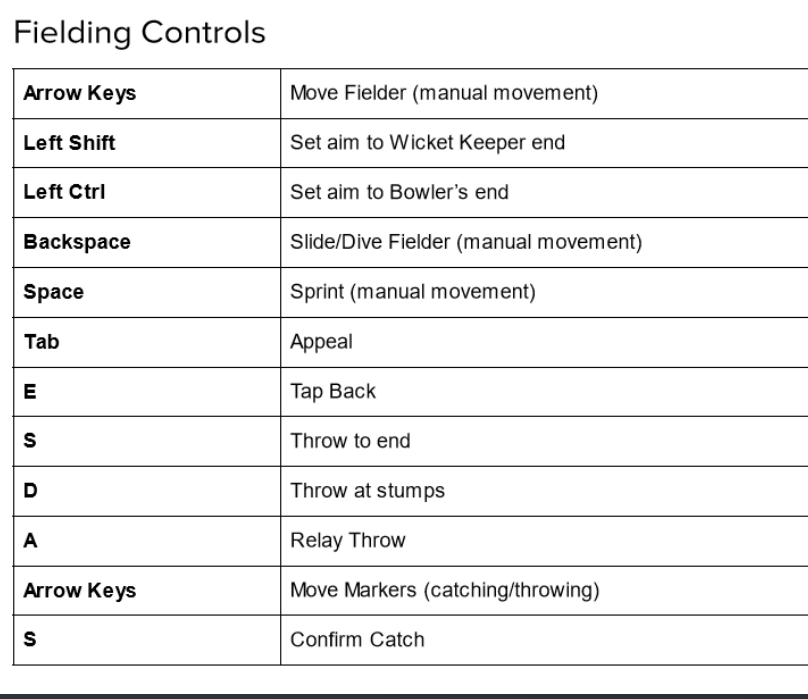 Fielding Controls
Arrow Keys Move Fielder (manual movement)
Left Shift Set aim to Wicket Keeper end
Left Ctrl Set aim to Bowler's end
Backspace Slide/Dive Fielder (manual movement)
Space Sprint (manual movement)
Tab Appeal
E Tap Back
S Throw to end
D Throw at stumps
A Relay Throw
Arrow Keys Move Markers (catching/throwing)
S Confirm Catch